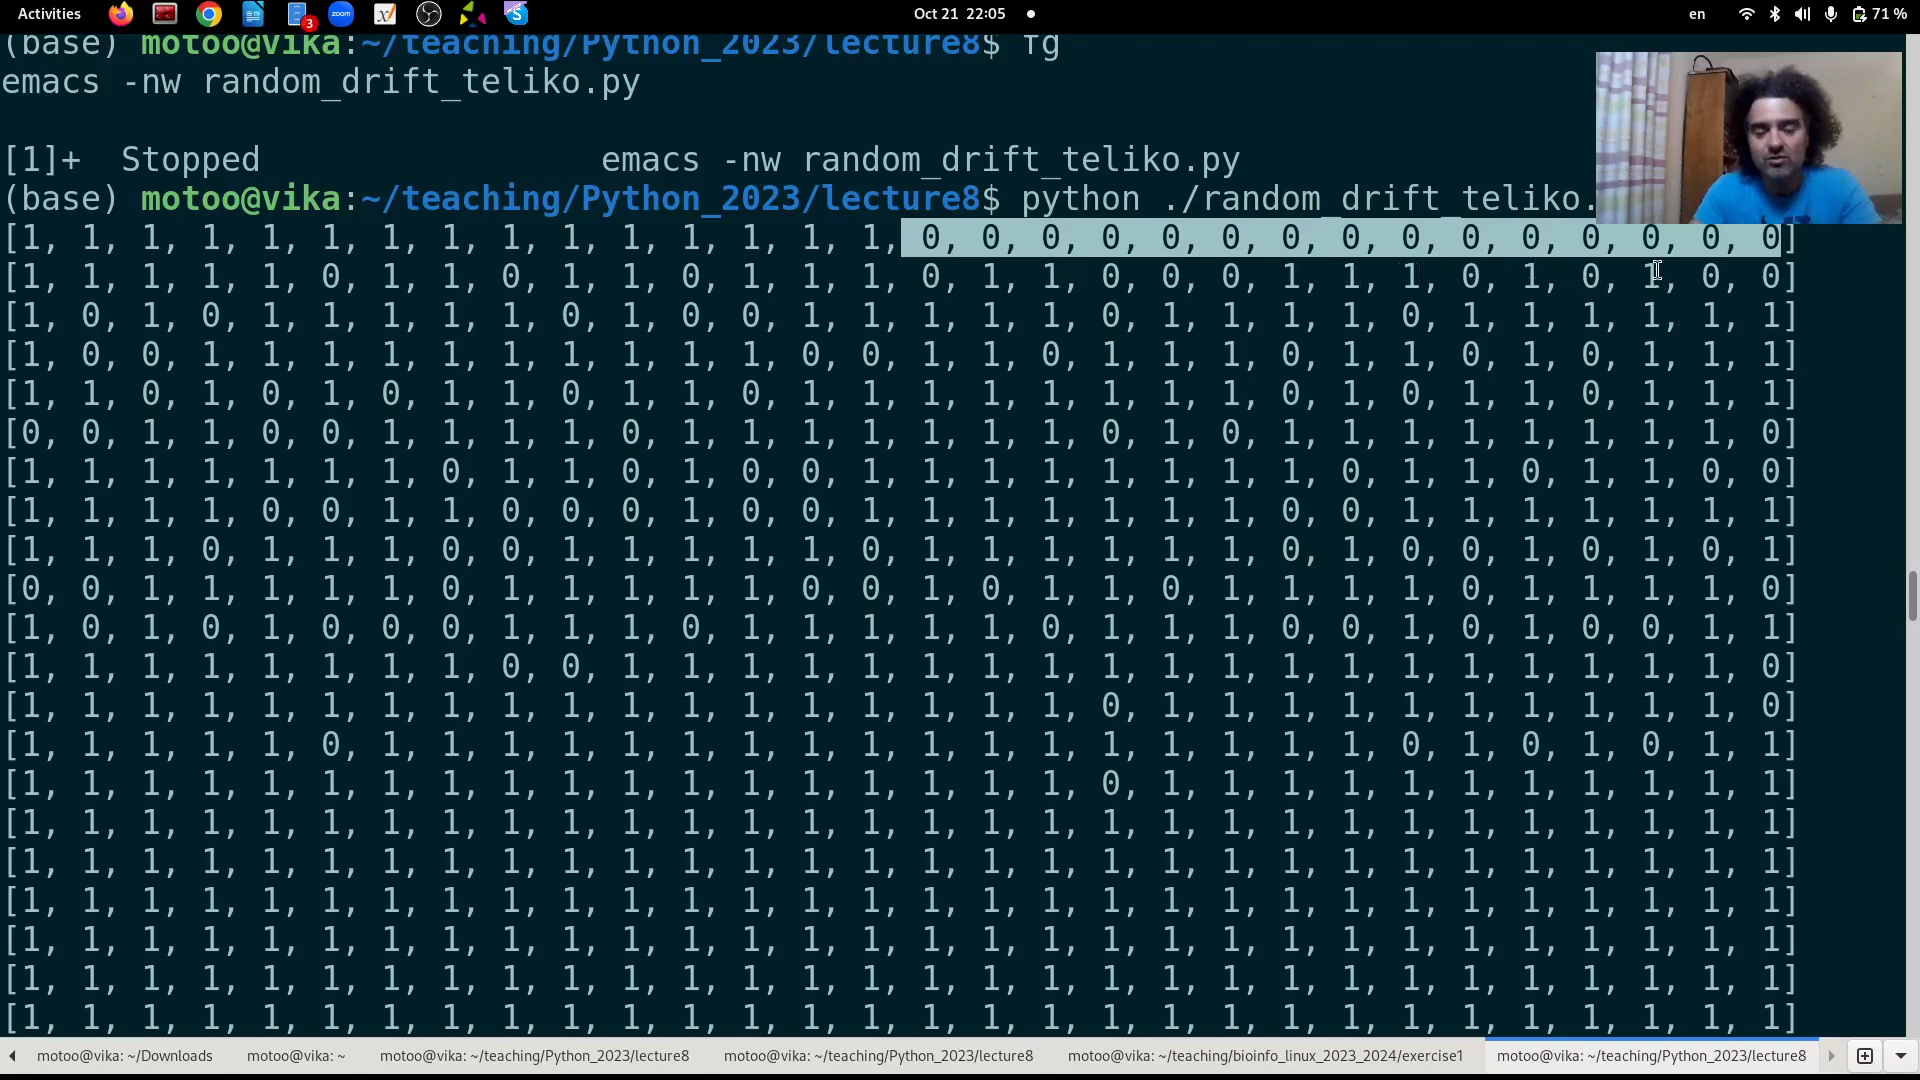 Activities
3
zoom
Oct 21 22:05
en
71 %
(base) motoo@vika:~/teaching/Python_2023/lecture8$ fg
emacs -nw random_drift_teliko.py
[1]+ Stopped emacs -nw random_drift_teliko.py
(base) motoo@vika:~/teaching/Python_2023/lecture8$ python ./random_drift_teliko.
[1, 1, 1, 1, 1, 1, 1, 1, 1, 1, 1, 1, 1, 1, 1, 0, 0, 0, 0, 0, 0, 0, 0, 0, 0, 0, 0, 0, 0, 0]
[1, 1, 1, 1, 1, 0, 1, 1, 0, 1, 1, 0, 1, 1, 1, 0, 1, 1, 0, 0, 0, 1, 1, 1, 0, 1, 0, 1, 0, 0]
[1, 0, 1, 0, 1, 1, 1, 1, 1, 0, 1, 0, 0, 1, 1, 1, 1, 1, 0, 1, 1, 1, 1, 0, 1, 1, 1, 1, 1, 1]
[1, 0, 0, 1, 1, 1, 1, 1, 1, 1, 1, 1, 1, 0, 0, 1, 1, 0, 1, 1, 1, 0, 1, 1, 0, 1, 0, 1, 1, 1]
[1, 1, 0, 1, 0, 1, 0, 1, 1, 0, 1, 1, 0, 1, 1, 1, 1, 1, 1, 1, 1, 0, 1, 0, 1, 1, 0, 1, 1, 1]
[0, 0, 1, 1, 0, 0, 1, 1, 1, 1, 0, 1, 1, 1, 1, 1, 1, 1, 0, 1, 0, 1, 1, 1, 1, 1, 1, 1, 1, 0]
[1, 1, 1, 1, 1, 1, 1, 0, 1, 1, 0, 1, 0, 0, 1, 1, 1, 1, 1, 1, 1, 1, 0, 1, 1, 0, 1, 1, 0, 0]
[1, 1, 1, 1, 0, 0, 1, 1, 0, 0, 0, 1, 0, 0, 1, 1, 1, 1, 1, 1, 1, 0, 0, 1, 1, 1, 1, 1, 1, 1]
[1, 1, 1, 0, 1, 1, 1, 0, 0, 1, 1, 1, 1, 1, 0, 1, 1, 1, 1, 1, 1, 0, 1, 0, 0, 1, 0, 1, 0, 1]
[0, 0, 1, 1, 1, 1, 1, 0, 1, 1, 1, 1, 1, 0, 0, 1, 0, 1, 1, 0, 1, 1, 1, 1, 0, 1, 1, 1, 1, 0]
[1, 0, 1, 0, 1, 0, 0, 0, 1, 1, 1, 0, 1, 1, 1, 1, 1, 0, 1, 1, 1, 0, 0, 1, 0, 1, 0, 0, 1, 1]
[1, 1, 1, 1, 1, 1, 1, 1, 0, 0, 1, 1, 1, 1, 1, 1, 1, 1, 1, 1, 1, 1, 1, 1, 1, 1, 1, 1, 1, 0]
[1, 1, 1, 1, 1, 1, 1, 1, 1, 1, 1, 1, 1, 1, 1, 1, 1, 1, 0, 1, 1, 1, 1, 1, 1, 1, 1, 1, 1, 0]
[1, 1, 1, 1, 1, 0, 1, 1, 1, 1, 1, 1, 1, 1, 1, 1, 1, 1, 1, 1, 1, 1, 1, 0, 1, 0, 1, 0, 1, 1]
[1, 1, 1, 1, 1, 1, 1, 1, 1, 1, 1, 1, 1, 1, 1, 1, 1, 1, 0, 1, 1, 1, 1, 1, 1, 1, 1, 1, 1, 1]
[1, 1, 1, 1, 1, 1, 1, 1, 1, 1, 1, 1, 1, 1, 1, 1, 1, 1, 1, 1, 1, 1, 1, 1, 1, 1, 1, 1, 1, 1]
[1, 1, 1, 1, 1, 1, 1, 1, 1, 1, 1, 1, 1, 1, 1, 1, 1, 1, 1, 1, 1, 1, 1, 1, 1, 1, 1, 1, 1, 1]
[1, 1, 1, 1, 1, 1, 1, 1, 1, 1, 1, 1, 1, 1, 1, 1, 1, 1, 1, 1, 1, 1, 1, 1, 1, 1, 1, 1, 1, 1]
[1, 1, 1, 1, 1, 1, 1, 1, 1, 1, 1, 1, 1, 1, 1, 1, 1, 1, 1, 1, 1, 1, 1, 1, 1, 1, 1, 1, 1, 1]
[1, 1, 1, 1, 1, 1, 1, 1, 1, 1, 1, 1, 1, 1, 1, 1, 1, 1, 1, 1, 1, 1, 1, 1, 1, 1, 1, 1, 1, 1]
[1, 1, 1, 1, 1, 1, 1, 1, 1, 1, 1, 1, 1, 1, 1, 1, 1, 1, 1, 1, 1, 1, 1, 1, 1, 1, 1, 1, 1, 1]
motoo@vika: ~/Downloads
motoo@vika: ~
motoo@vika: ~/teaching/Python_2023/lecture8
motoo@vika: ~/teaching/Python_2023/lecture8
motoo@vika: ~/teaching/bioinfo_linux_2023_2024/exercise1
motoo@vika: ~/teaching/Python_2023/lecture8